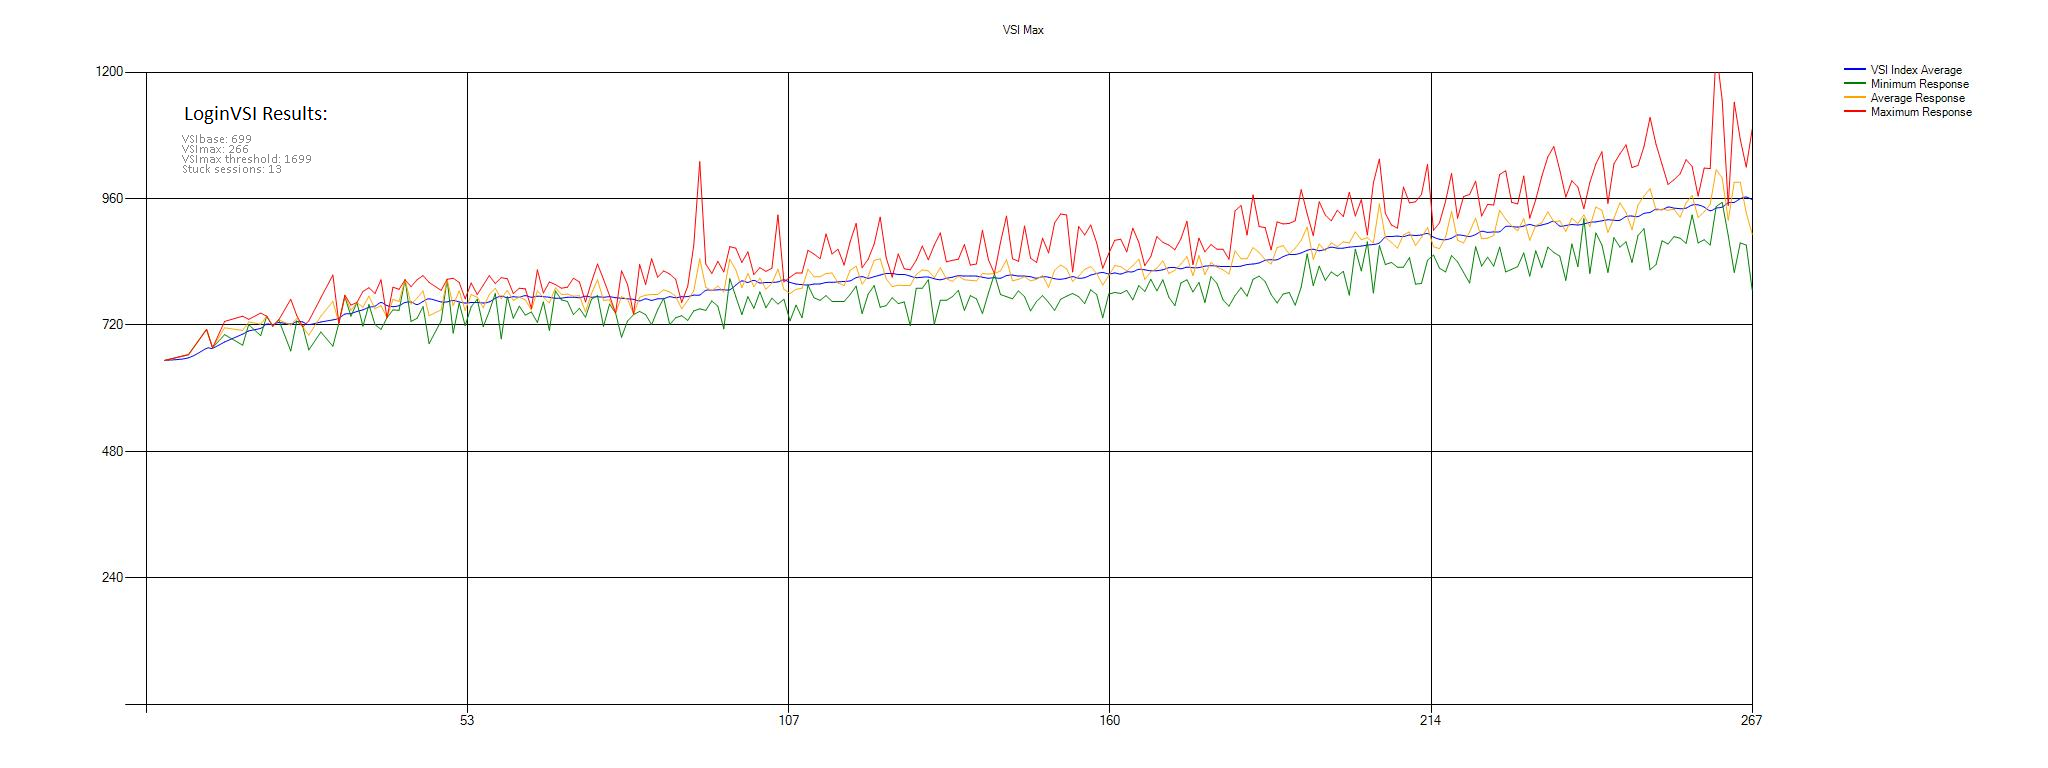 VSI Max
1200
960
720
480
240
53
107
160
214
267
LoginVSI Results:
VSIbase: 699
VSImax: 266
VSImax threshold: 1699
Stuck sessions: 13
VSI Index Average
Minimum Response
Average Response
Maximum Response